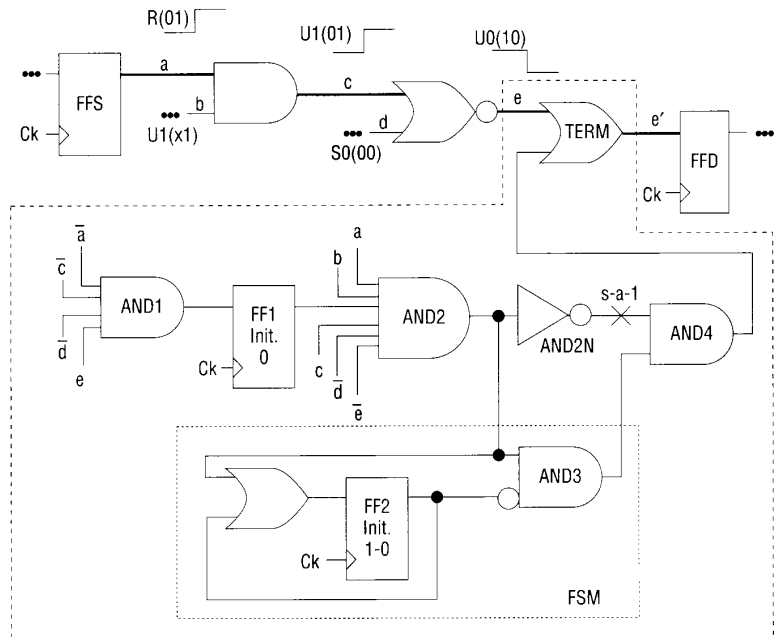 R(01)
U1(01)
U0(10)
a
c
e
FFS
b
d
TERM
e′
FFD
Ck
U1(x1)
S0(00)
Ck
a̅
c̅
a
b
AND1
d̅
e
FF1
Init.
0
Ck
AND2
c
d̅
e̅
s-a-1
AND2N
AND4
AND3
FF2
Init.
1-0
Ck
FSM